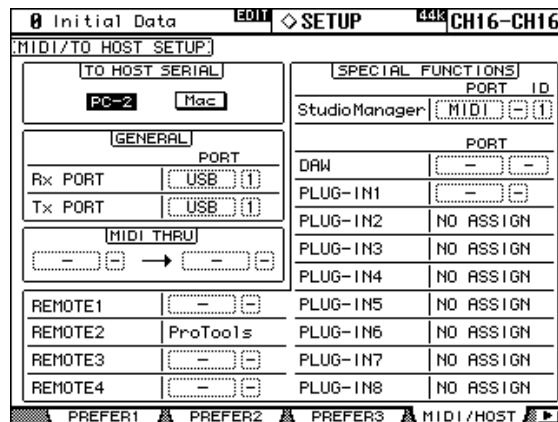 0 Initial Data EDIT ◇SETUP 44k CH16-CH16
MIDI/TO HOST SETUP
TO HOST SERIAL
PC-2 Mac
GENERAL
PORT
Rx PORT USB 1
Tx PORT USB 1
MIDI THRU
- - → - -
REMOTE1 - -
REMOTE2 ProTools
REMOTE3 - -
REMOTE4 - -
SPECIAL FUNCTIONS
PORT ID
StudioManager MIDI - 1
PORT
DAW - -
PLUG-IN1 - -
PLUG-IN2 NO ASSIGN
PLUG-IN3 NO ASSIGN
PLUG-IN4 NO ASSIGN
PLUG-IN5 NO ASSIGN
PLUG-IN6 NO ASSIGN
PLUG-IN7 NO ASSIGN
PLUG-IN8 NO ASSIGN
PREFER1 PREFER2 PREFER3 MIDI/HOST